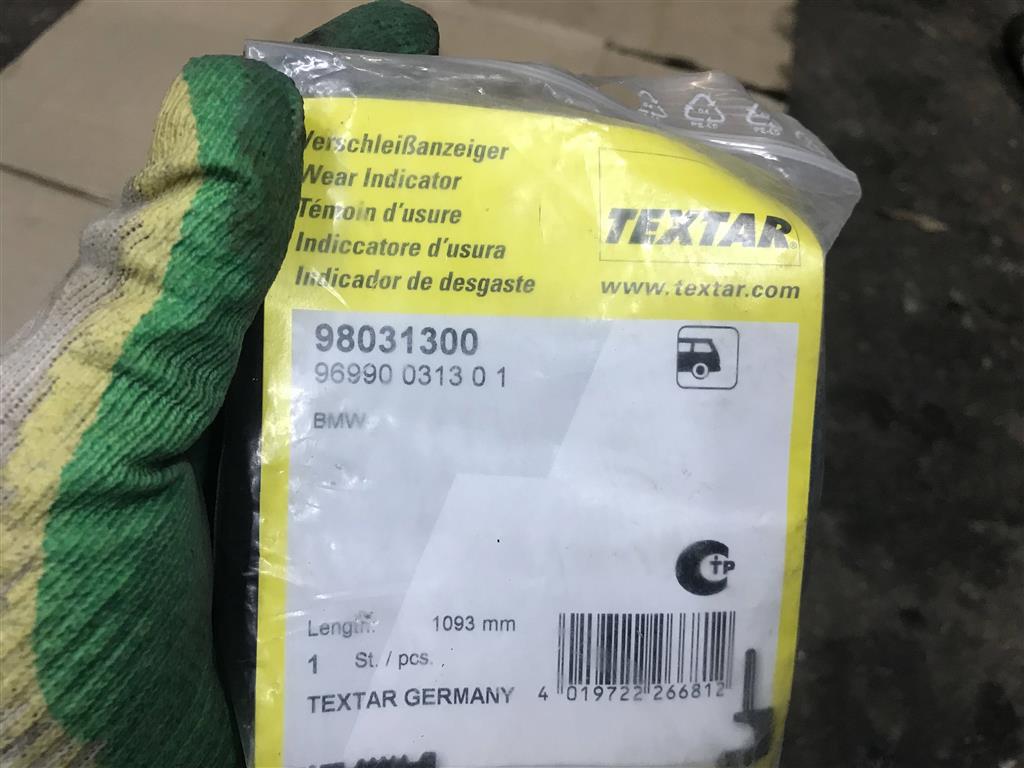 Verschleißanzeiger
Wear Indicator
Témoin d'usure
Indiccatore d'usura
Indicador de desgaste
TEXTAR®
www.textar.com
98031300
96990 0313 0 1
BMW
TP
Length: 1093 mm
1 St. / pcs.
TEXTAR GERMANY
4 019722 266812